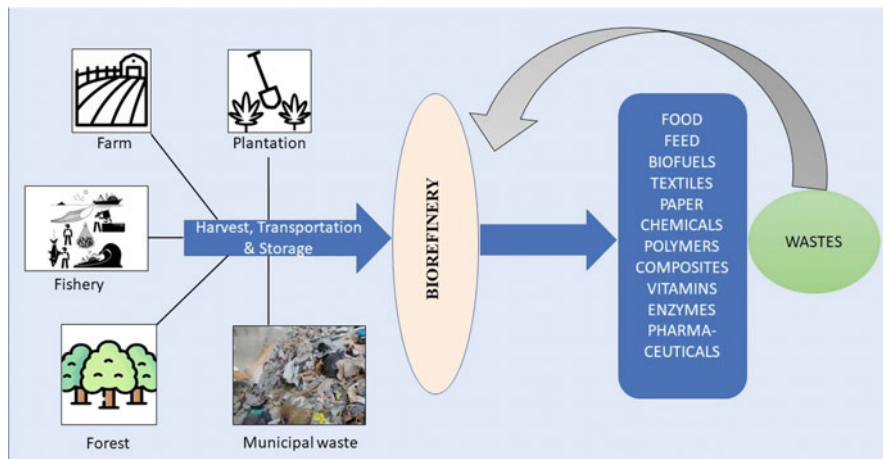 Farm
Plantation
Fishery
Harvest, Transportation
& Storage
Forest
Municipal waste
BIOREFINERY
FOOD
FEED
BIOFUELS
TEXTILES
PAPER
CHEMICALS
POLYMERS
COMPOSITES
VITAMINS
ENZYMES
PHARMA-
CEUTICALS
WASTES